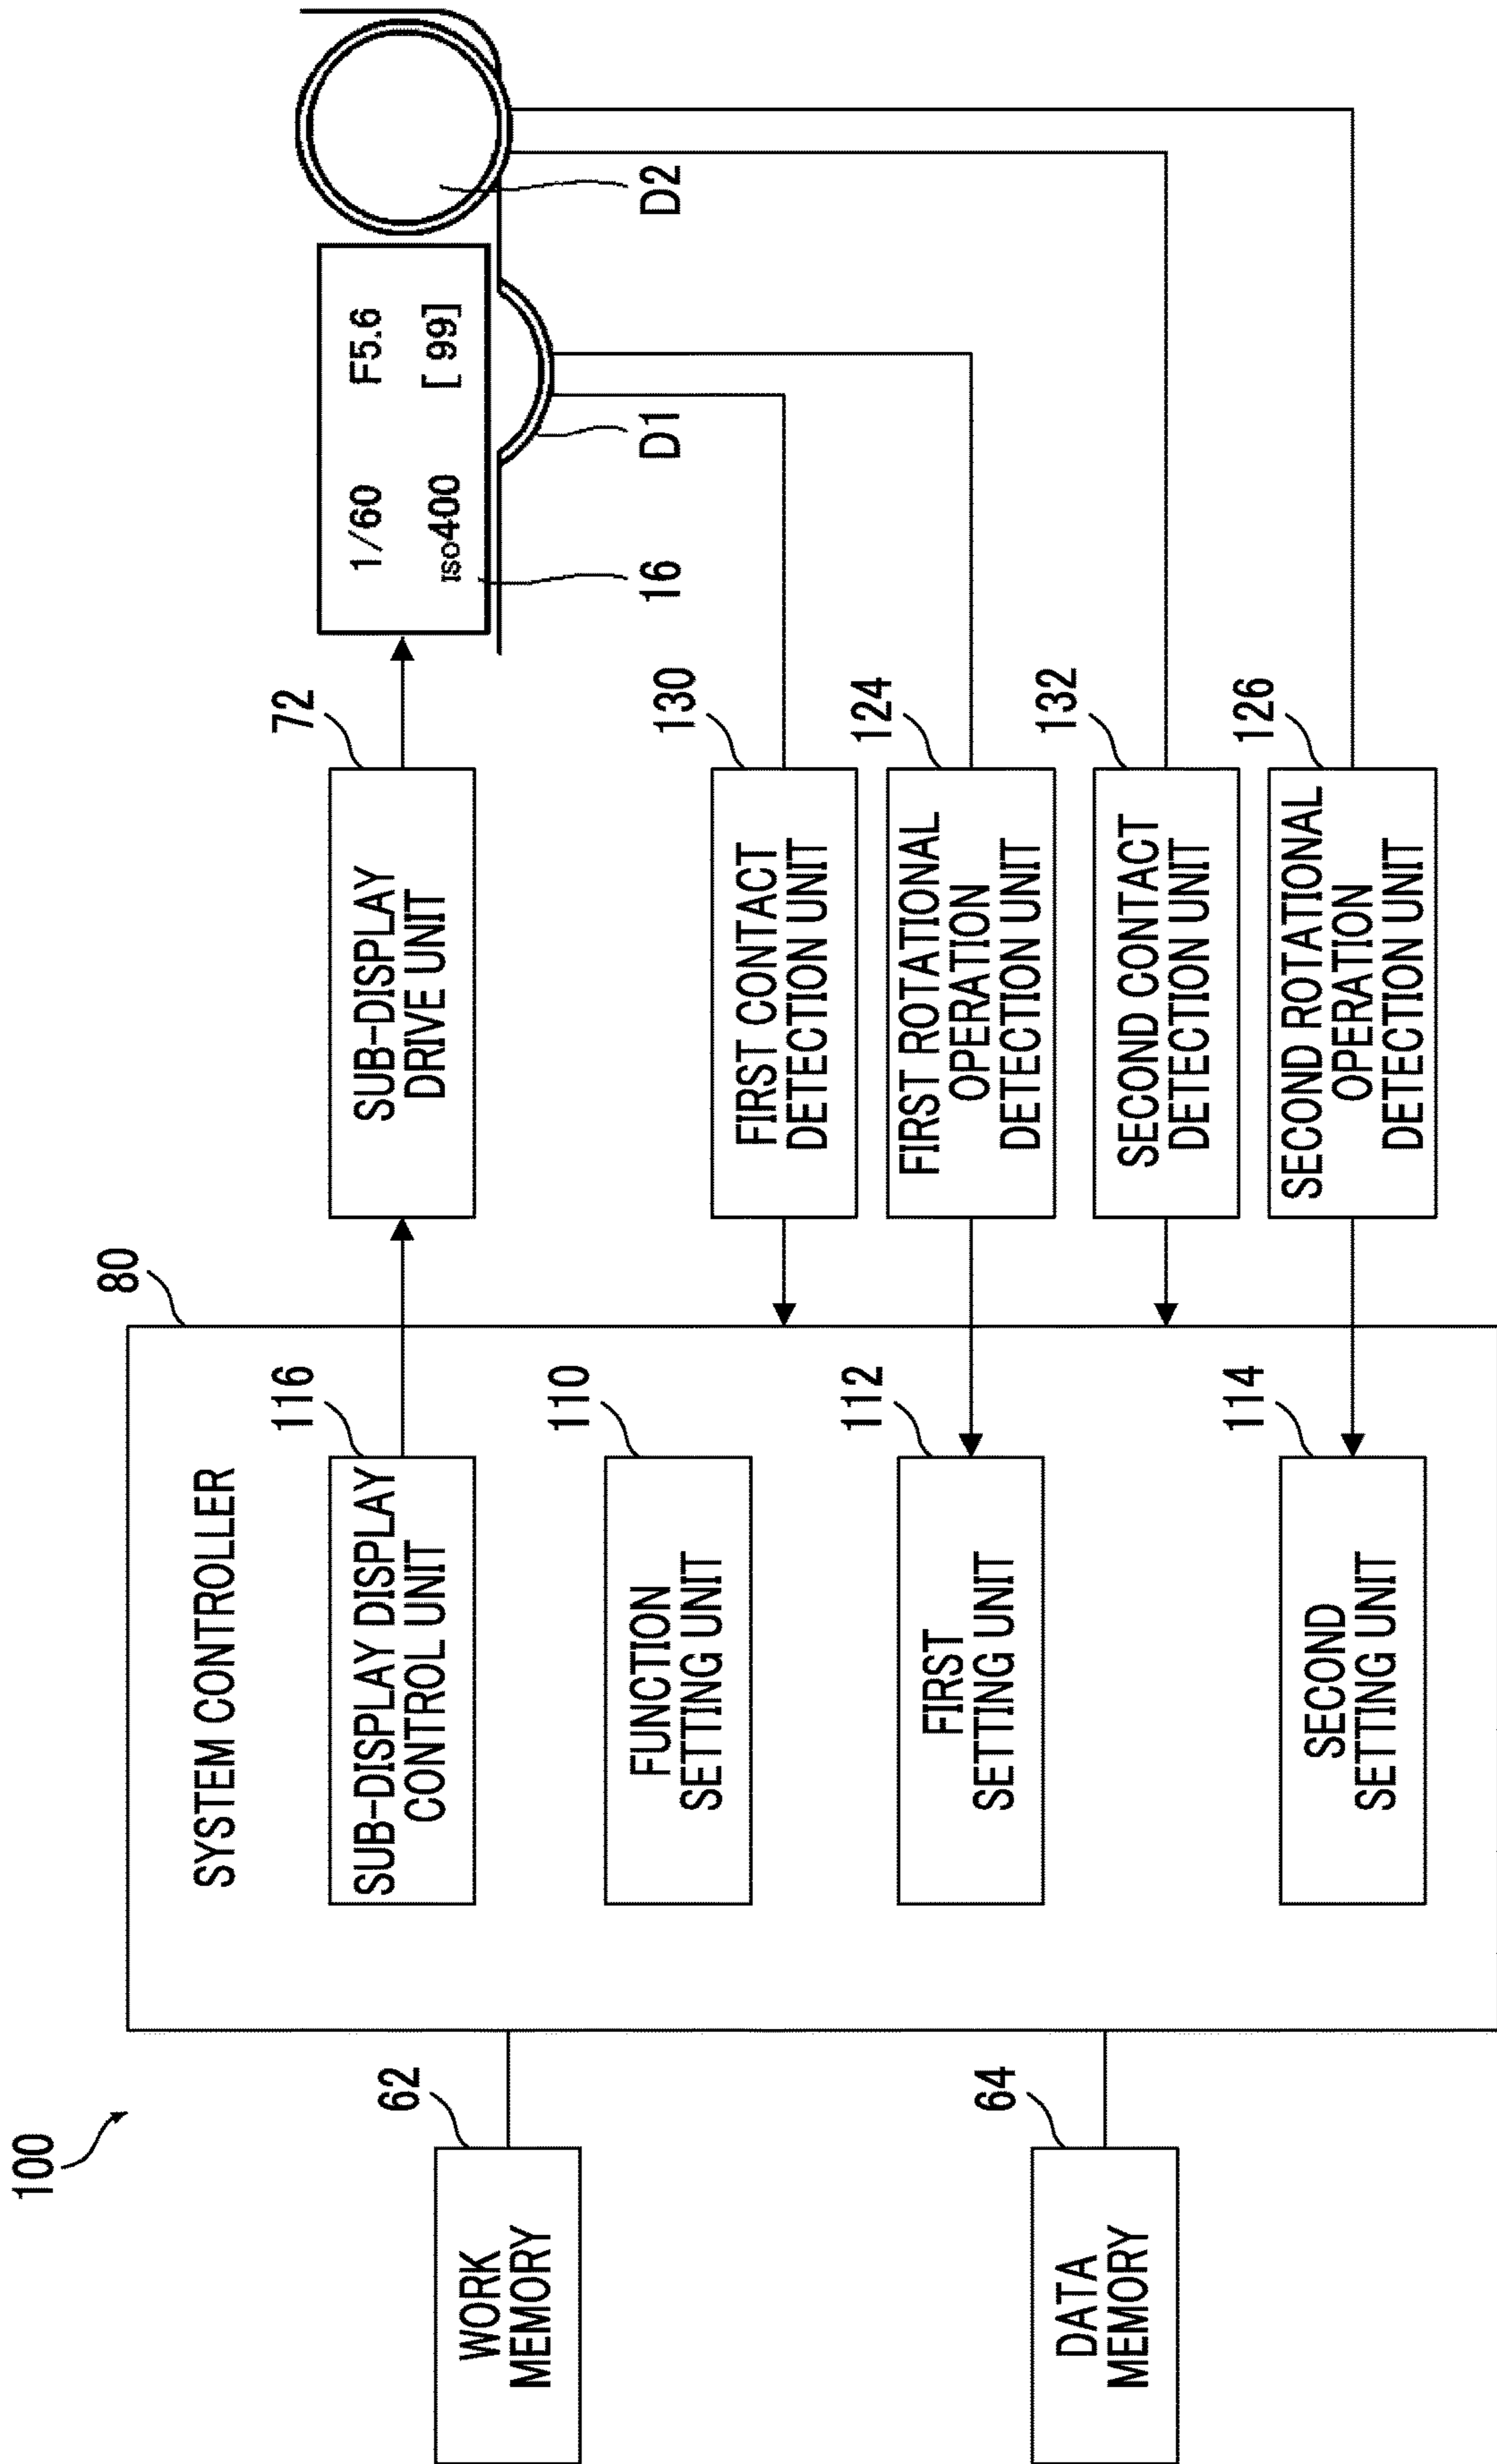 100
80
SYSTEM CONTROLLER
62
WORK
MEMORY
64
DATA
MEMORY
116
SUB-DISPLAY DISPLAY
CONTROL UNIT
110
FUNCTION
SETTING UNIT
112
FIRST
SETTING UNIT
114
SECOND
SETTING UNIT
72
SUB-DISPLAY
DRIVE UNIT
130
FIRST CONTACT
DETECTION UNIT
124
FIRST ROTATIONAL
OPERATION
DETECTION UNIT
132
SECOND CONTACT
DETECTION UNIT
126
SECOND ROTATIONAL
OPERATION
DETECTION UNIT
1/60 F5.6
ISO400 [ 99]
16
D1
D2